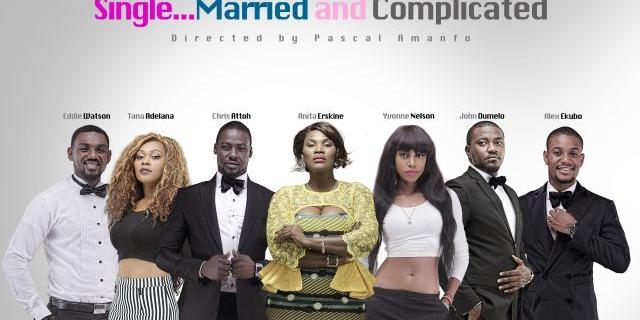 Single...Married and Complicated
Directed by Pascal Amanfo
Eddie Watson Tana Adelana Chris Attoh Anita Erskine Yvonne Nelson John Dumelo Alex Ekubo